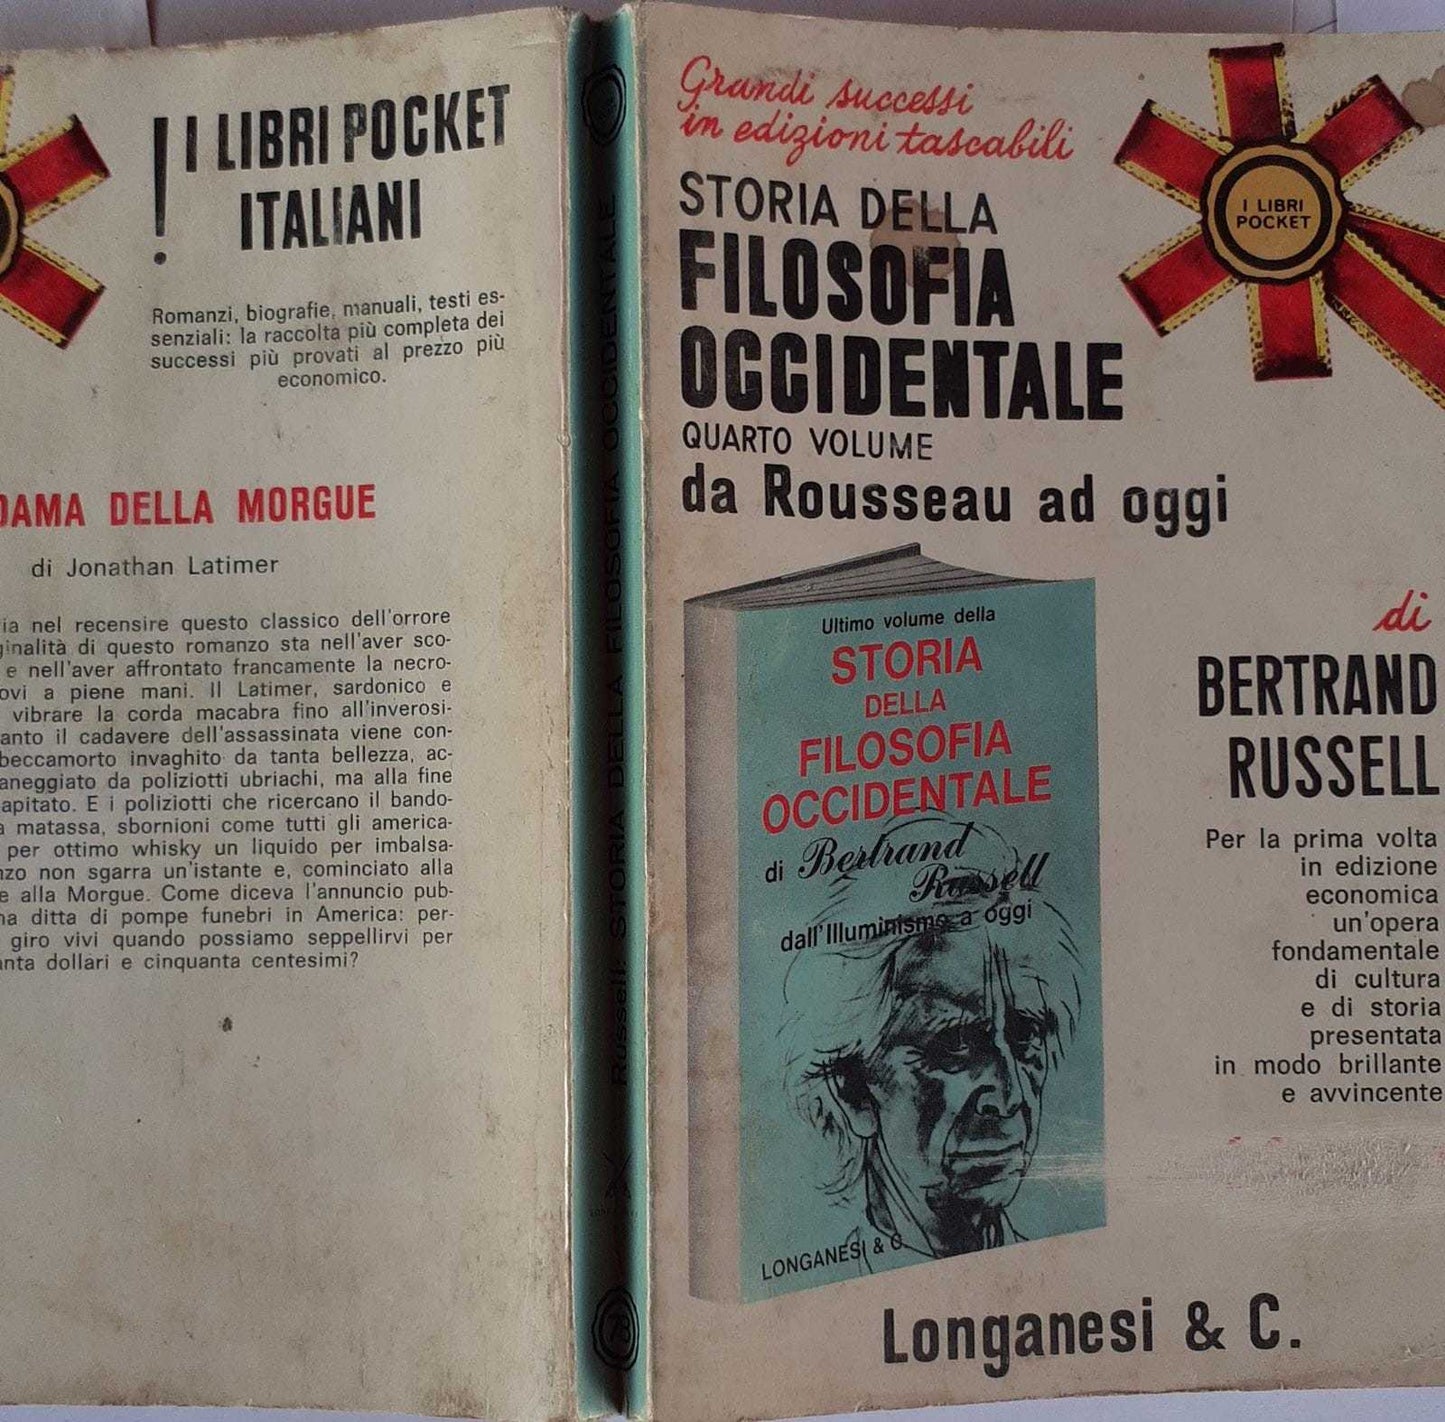 ! I LIBRI POCKET
ITALIANI
Romanzi, biografie, manuali, testi es-
senziali: la raccolta più completa dei
successi più provati al prezzo più
economico.
DAMA DELLA MORGUE
di Jonathan Latimer
ia nel recensire questo classico dell'orrore
ginalità di questo romanzo sta nell'aver sco-
e nell'aver affrontato francamente la necro-
ovi a piene mani. Il Latimer, sardonico e
vibrare la corda macabra fino all'inverosi-
anto il cadavere dell'assassinata viene con-
beccamorto invaghito da tanta bellezza, ac-
aneggiato da poliziotti ubriachi, ma alla fine
apitato. E i poliziotti che ricercano il bando-
a matassa, sbornioni come tutti gli america-
per ottimo whisky un liquido per imbalsa-
nzo non sgarra un'istante e, cominciato alla
e alla Morgue. Come diceva l'annuncio pub-
na ditta di pompe funebri in America: per-
giro vivi quando possiamo seppellirvi per
anta dollari e cinquanta centesimi?
Russell: STORIA DELLA FILOSOFIA OCCIDENTALE
Grandi successi
in edizioni tascabili
I LIBRI
POCKET
STORIA DELLA
FILOSOFIA
OCCIDENTALE
QUARTO VOLUME
da Rousseau ad oggi
di
BERTRAND
RUSSELL
Per la prima volta
in edizione
economica
un'opera
fondamentale
di cultura
e di storia
presentata
in modo brillante
e avvincente
Ultimo volume della
STORIA
DELLA
FILOSOFIA
OCCIDENTALE
di Bertrand
Russell
dall'Illuminismo a oggi
LONGANESI & C.
Longanesi & C.